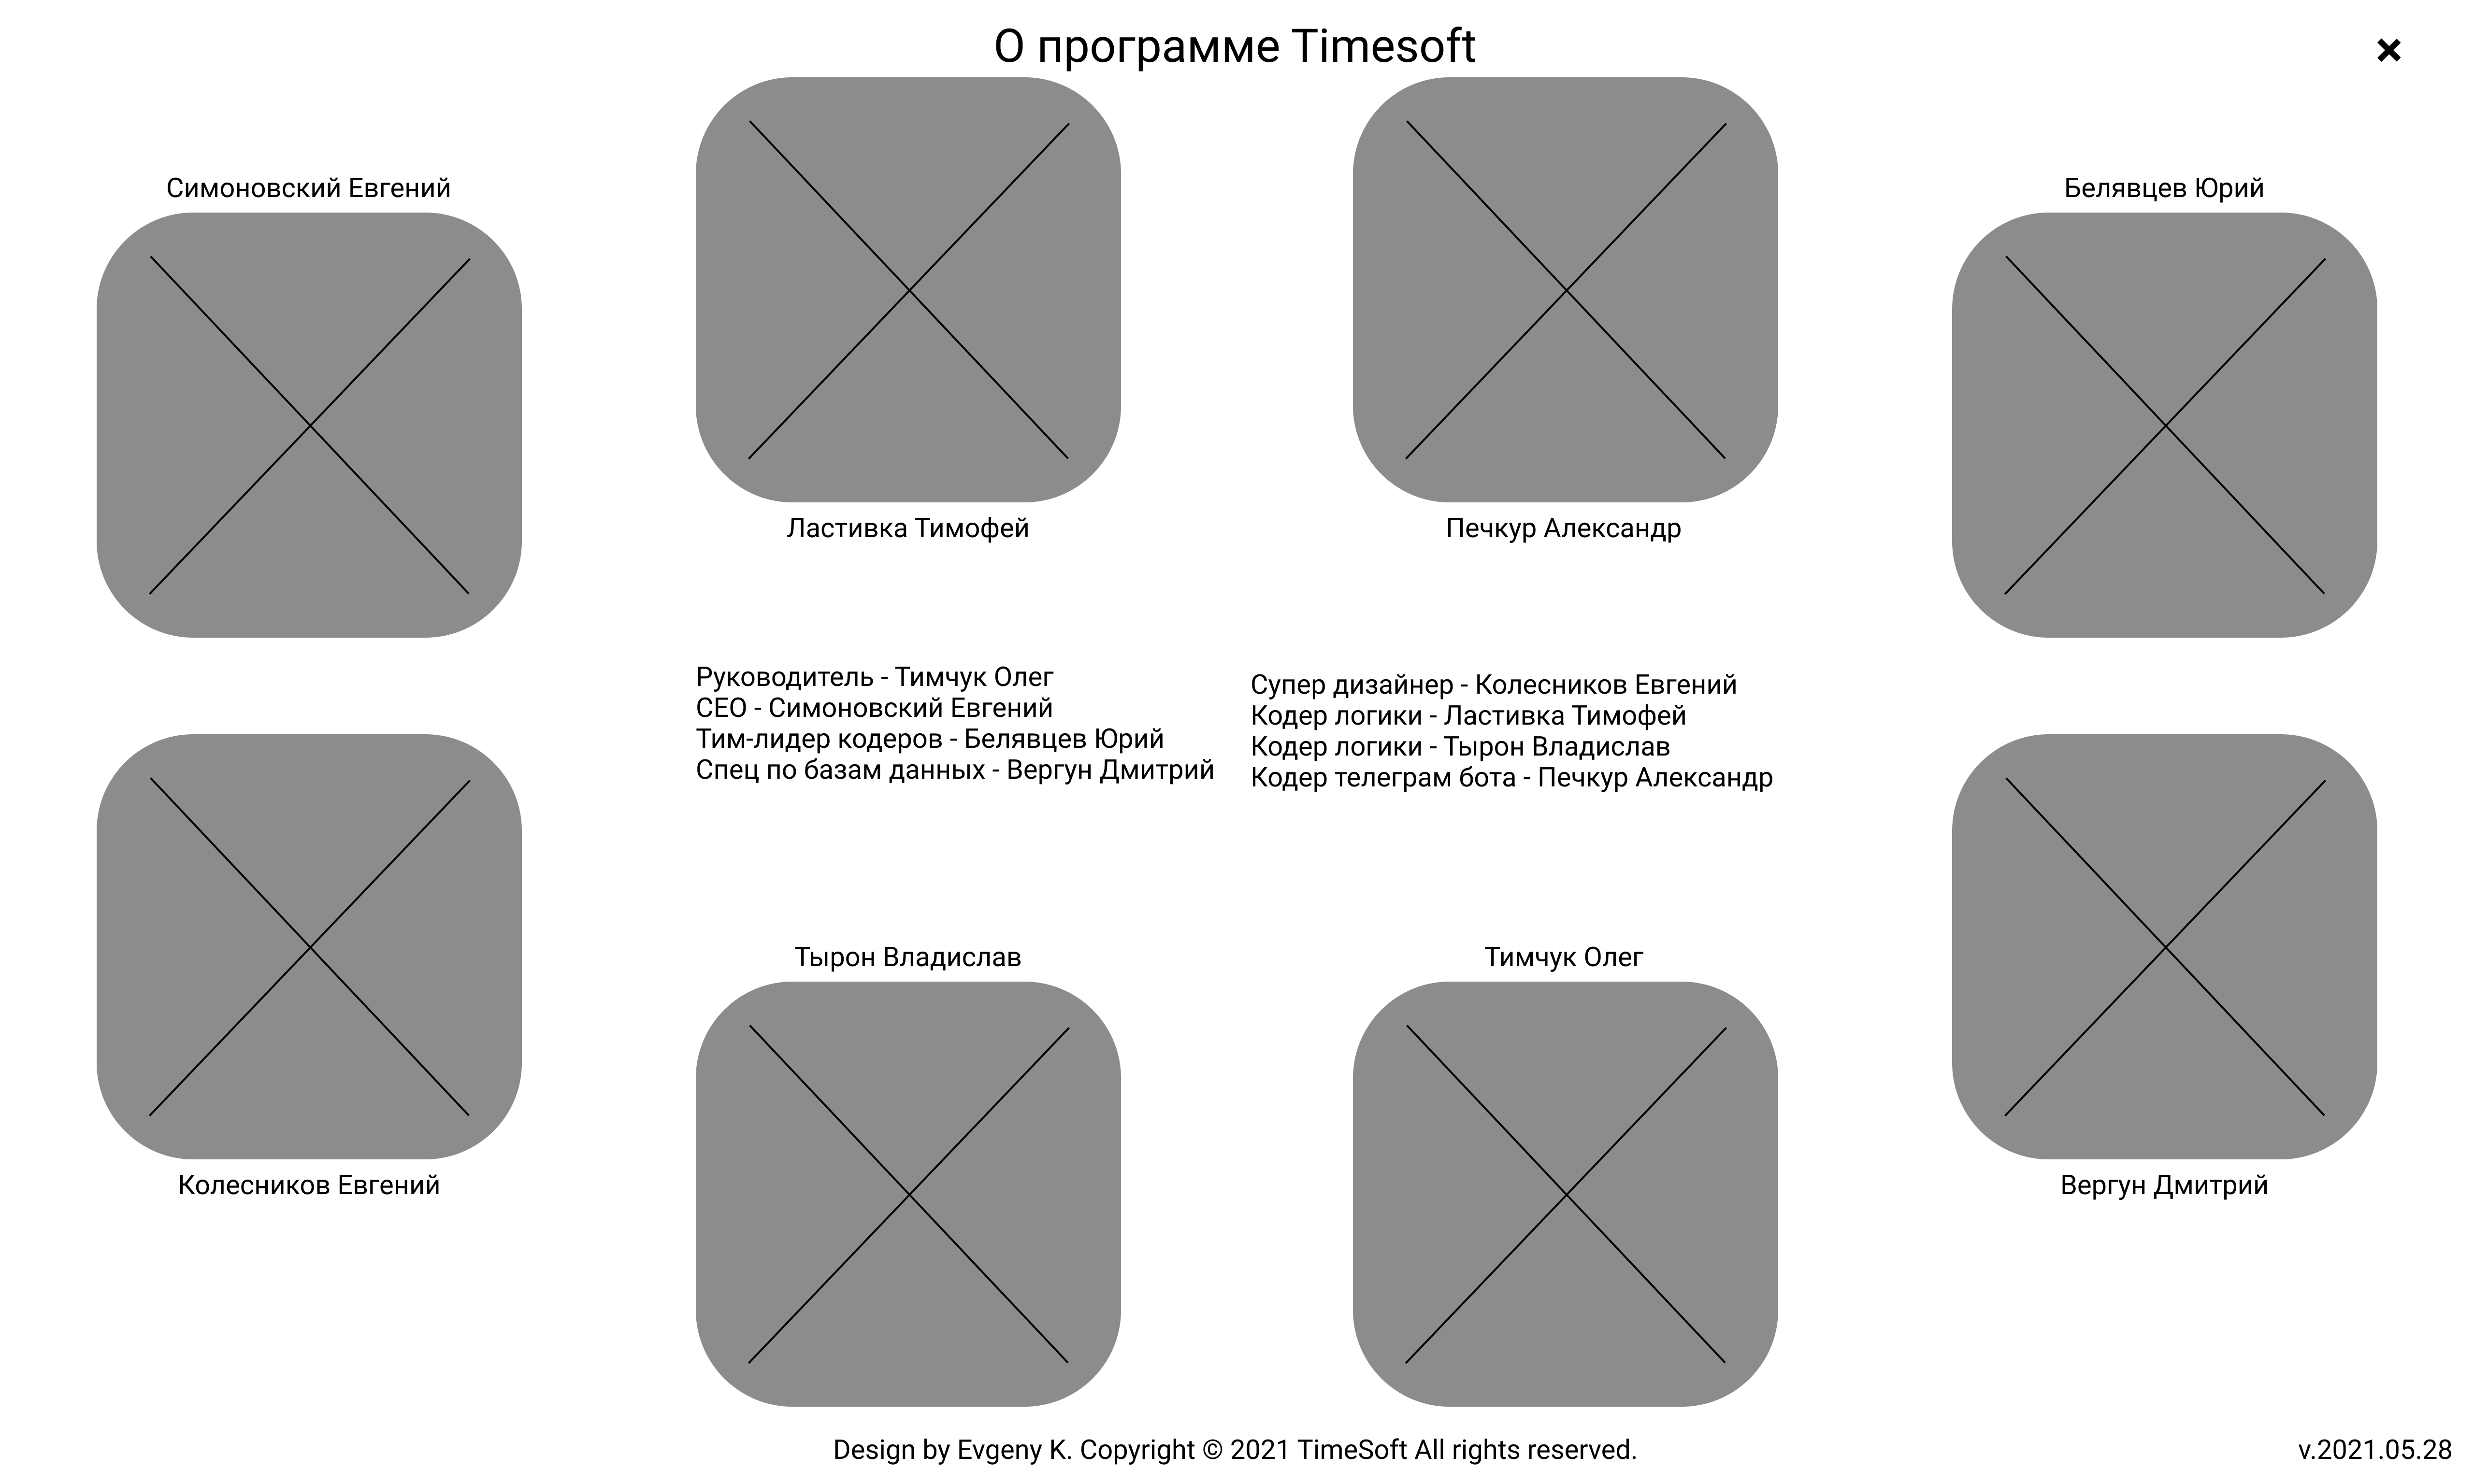 О программе Timesoft
Симоновский Евгений
Белявцев Юрий
Ластивка Тимофей
Печкур Александр
Руководитель - Тимчук Олег
CEO - Симоновский Евгений
Тим-лидер кодеров - Белявцев Юрий
Спец по базам данных - Вергун Дмитрий
Супер дизайнер - Колесников Евгений
Кодер логики - Ластивка Тимофей
Кодер логики - Тырон Владислав
Кодер телеграм бота - Печкур Александр
Тырон Владислав
Тимчук Олег
Колесников Евгений
Вергун Дмитрий
Design by Evgeny K. Copyright © 2021 TimeSoft All rights reserved.
v.2021.05.28